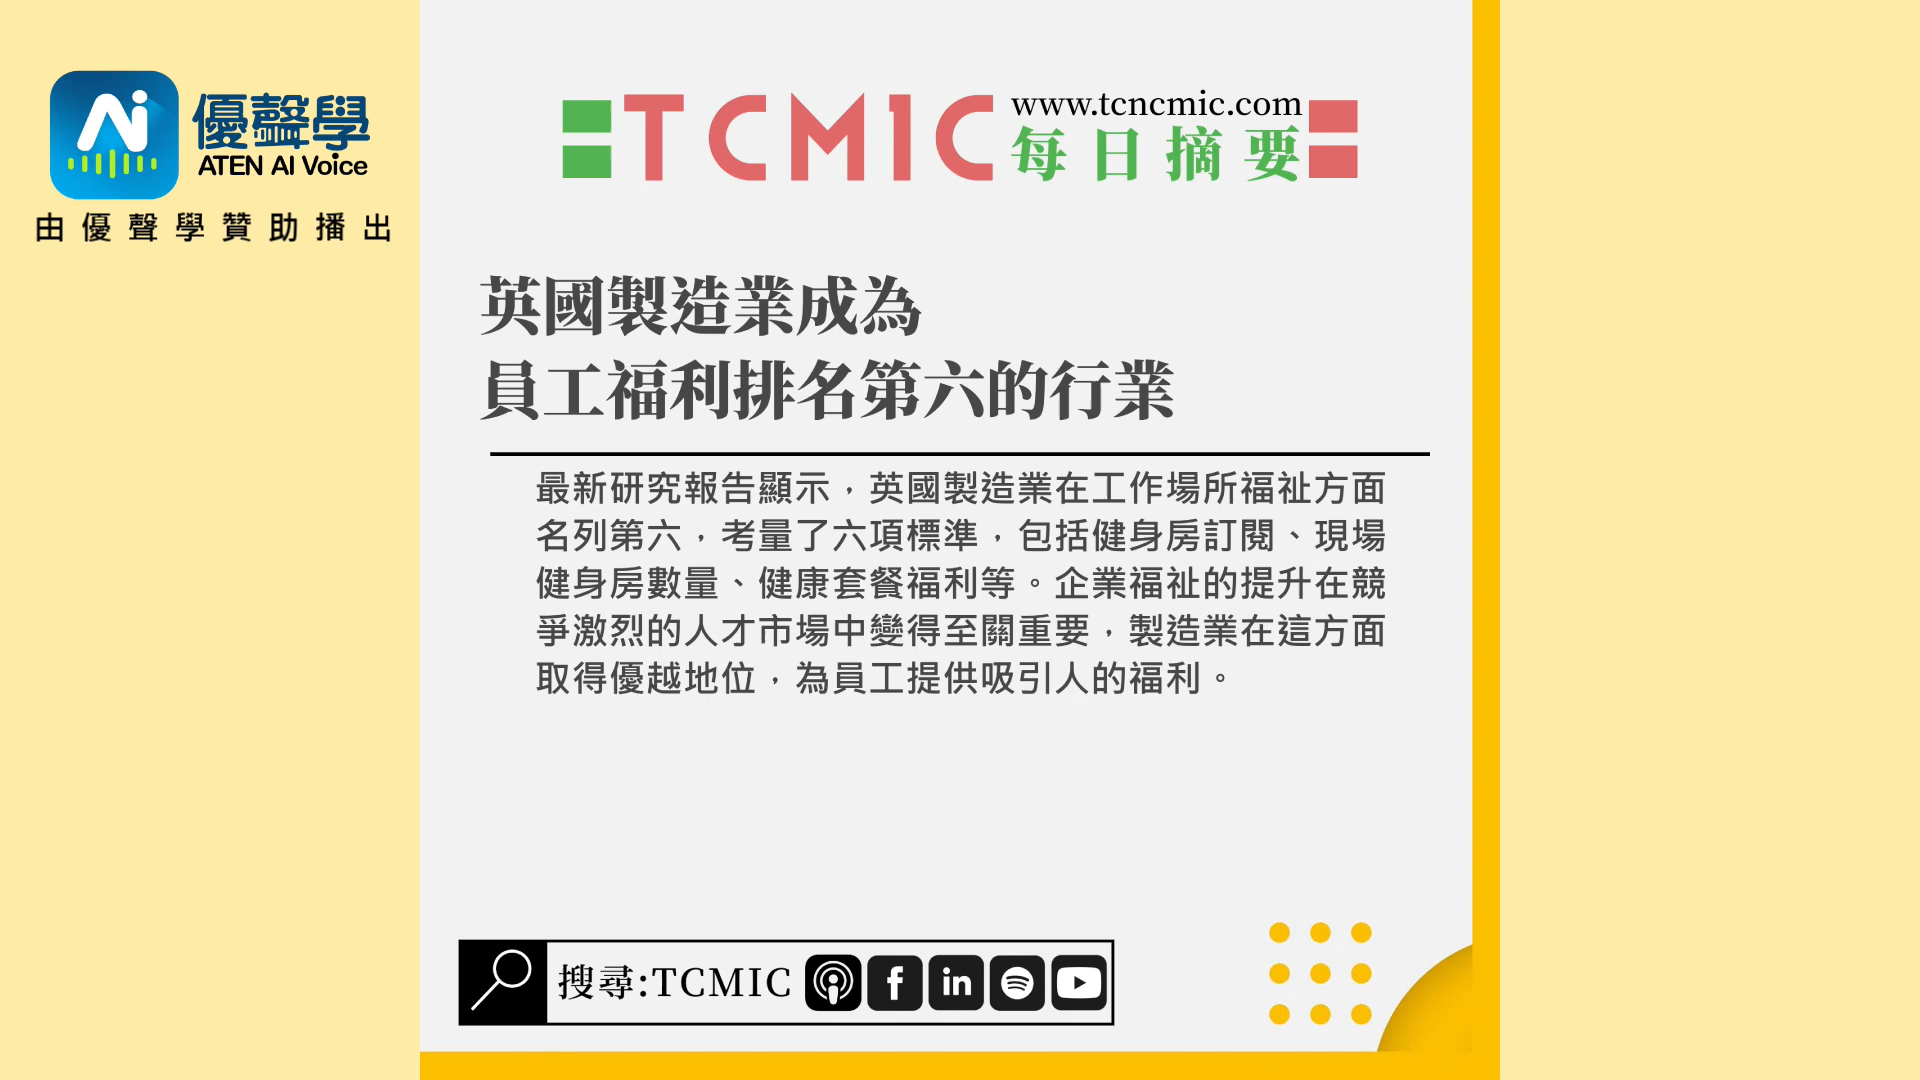 優聲學
ATEN AI Voice
由優聲學贊助播出
TCMIC
www.tcncmic.com
每日摘要
英國製造業成為
員工福利排名第六的行業
最新研究報告顯示，英國製造業在工作場所福祉方面
名列第六，考量了六項標準，包括健身房訂閱、現場
健身房數量、健康套餐福利等。企業福祉的提升在競
爭激烈的人才市場中變得至關重要，製造業在這方面
取得優越地位，為員工提供吸引人的福利。
搜尋:TCMIC